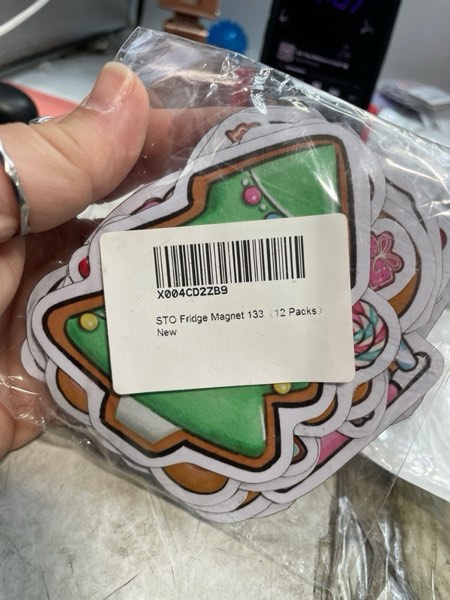 X004CD2ZB9
STO Fridge Magnet 133（12 Packs）
New